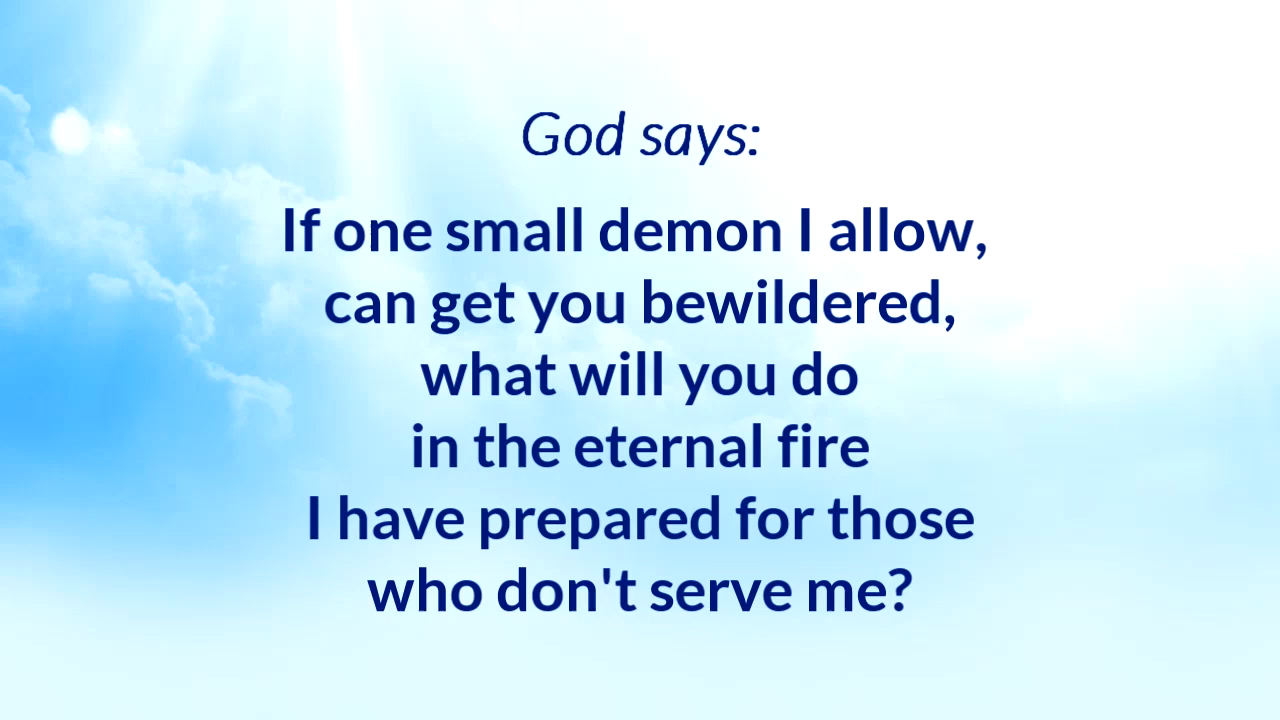 God says:
If one small demon I allow,
can get you bewildered,
what will you do
in the eternal fire
I have prepared for those
who don't serve me?